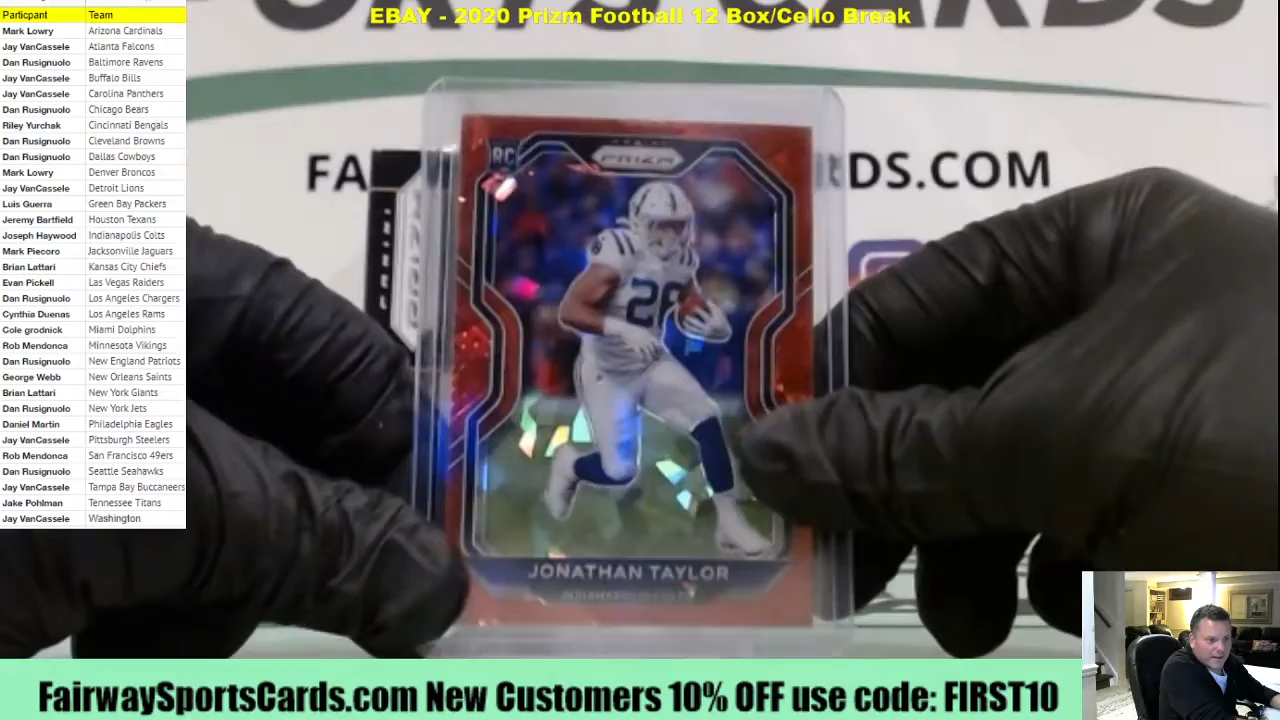 EBAY - 2020 Prizm Football 12 Box/Cello Break
Particpant Team
Mark Lowry Arizona Cardinals
Jay VanCassele Atlanta Falcons
Dan Rusignuolo Baltimore Ravens
Jay VanCassele Buffalo Bills
Jay VanCassele Carolina Panthers
Dan Rusignuolo Chicago Bears
Riley Yurchak Cincinnati Bengals
Dan Rusignuolo Cleveland Browns
Dan Rusignuolo Dallas Cowboys
Mark Lowry Denver Broncos
Jay VanCassele Detroit Lions
Luis Guerra Green Bay Packers
Jeremy Bartfield Houston Texans
Joseph Haywood Indianapolis Colts
Mark Piecoro Jacksonville Jaguars
Brian Lattari Kansas City Chiefs
Evan Pickell Las Vegas Raiders
Dan Rusignuolo Los Angeles Chargers
Cynthia Duenas Los Angeles Rams
Cole grodnick Miami Dolphins
Rob Mendonca Minnesota Vikings
Dan Rusignuolo New England Patriots
George Webb New Orleans Saints
Brian Lattari New York Giants
Dan Rusignuolo New York Jets
Daniel Martin Philadelphia Eagles
Jay VanCassele Pittsburgh Steelers
Rob Mendonca San Francisco 49ers
Dan Rusignuolo Seattle Seahawks
Jay VanCassele Tampa Bay Buccaneers
Jake Pohlman Tennessee Titans
Jay VanCassele Washington
FA
RDS.COM
RC
PRIZM
28
JONATHAN TAYLOR
FairwaySportsCards.com New Customers 10% OFF use code: FIRST10